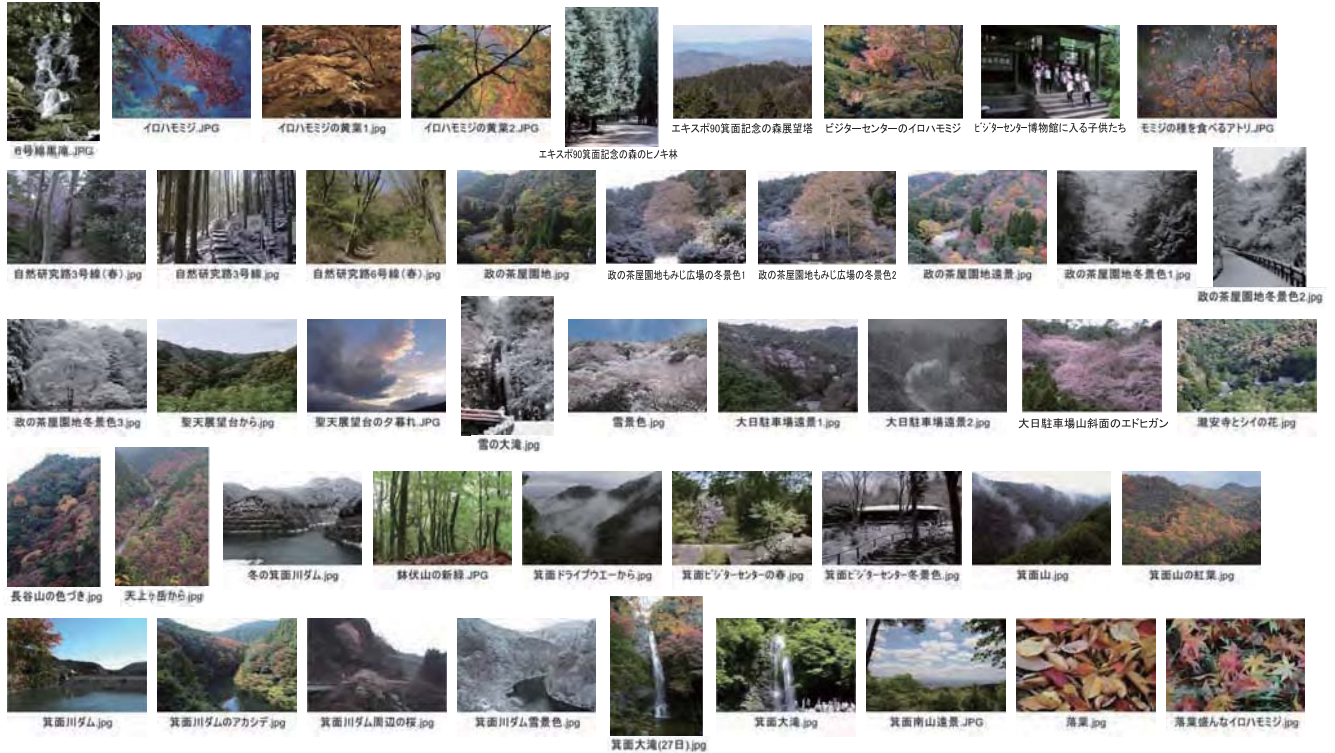 6号線黒滝.JPG
イロハモミジ.JPG
イロハモミジの黄葉1.jpg
イロハモミジの黄葉2.JPG
エキスポ90箕面記念の森のヒノキ林
エキスポ90箕面記念の森展望塔
ビジターセンターのイロハモミジ
ビジターセンター博物館に入る子供たち
モミジの種を食べるアトリ.JPG
自然研究路3号線(春).jpg
自然研究路3号線.jpg
自然研究路6号線(春).jpg
政の茶屋園地.jpg
政の茶屋園地もみじ広場の冬景色1
政の茶屋園地もみじ広場の冬景色2
政の茶屋園地遠景.jpg
政の茶屋園地冬景色1.jpg
政の茶屋園地冬景色2.jpg
政の茶屋園地冬景色3.jpg
聖天展望台から.jpg
聖天展望台の夕暮れ.JPG
雪の大滝.jpg
雪景色.jpg
大日駐車場遠景1.jpg
大日駐車場遠景2.jpg
大日駐車場山斜面のエドヒガン
瀧安寺とシイの花.jpg
長谷山の色づき.jpg
天上ヶ岳から.jpg
冬の箕面川ダム.jpg
鉢伏山の新緑.JPG
箕面ドライブウエーから.jpg
箕面ビジターセンターの春.jpg
箕面ビジターセンター冬景色.jpg
箕面山.jpg
箕面山の紅葉.jpg
箕面川ダム.jpg
箕面川ダムのアカシデ.jpg
箕面川ダム周辺の桜.jpg
箕面川ダム雪景色.jpg
箕面大滝(27日).jpg
箕面大滝.jpg
箕面南山遠景.JPG
落葉.jpg
落葉盛んなイロハモミジ.jpg